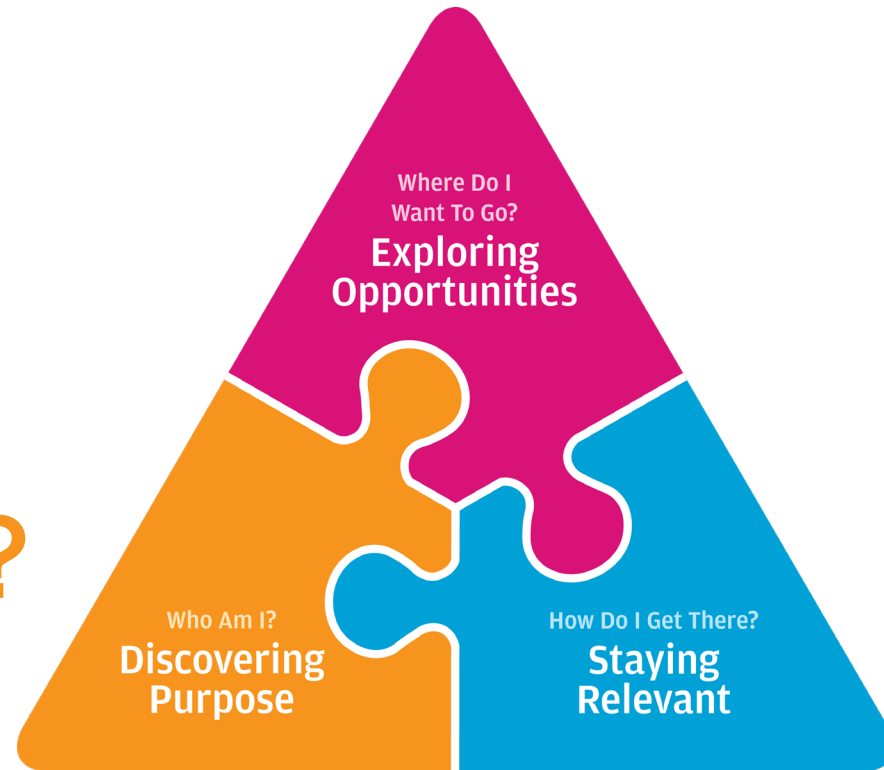 Where Do I
Want To Go?
Exploring
Opportunities
?
Who Am I?
Discovering
Purpose
How Do I Get There?
Staying
Relevant